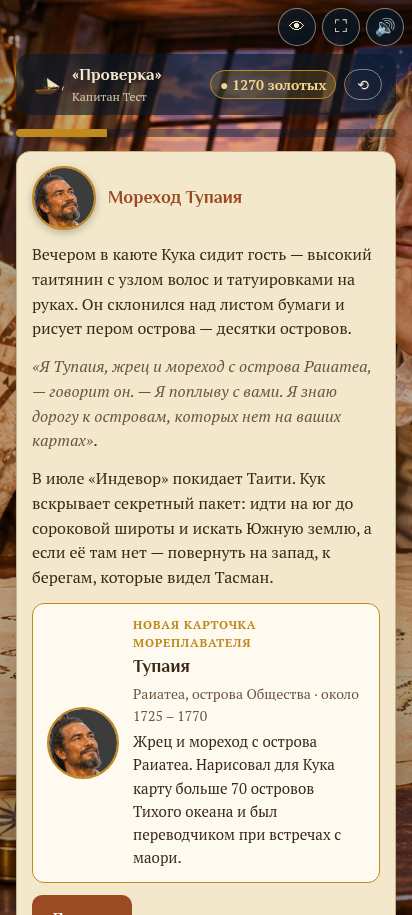 «Проверка»
Капитан Тест
● 1270 золотых
Мореход Тупаия
Вечером в каюте Кука сидит гость — высокий
таитянин с узлом волос и татуировками на
руках. Он склонился над листом бумаги и
рисует пером острова — десятки островов.
«Я Тупаия, жрец и мореход с острова Раиатеа,
— говорит он. — Я поплыву с вами. Я знаю
дорогу к островам, которых нет на ваших
картах».
В июле «Индевор» покидает Таити. Кук
вскрывает секретный пакет: идти на юг до
сороковой широты и искать Южную землю, а
если её там нет — повернуть на запад, к
берегам, которые видел Тасман.
НОВАЯ КАРТОЧКА
МОРЕПЛАВАТЕЛЯ
Тупаия
Раиатеа, острова Общества · около
1725 – 1770
Жрец и мореход с острова
Раиатеа. Нарисовал для Кука
карту больше 70 островов
Тихого океана и был
переводчиком при встречах с
маори.